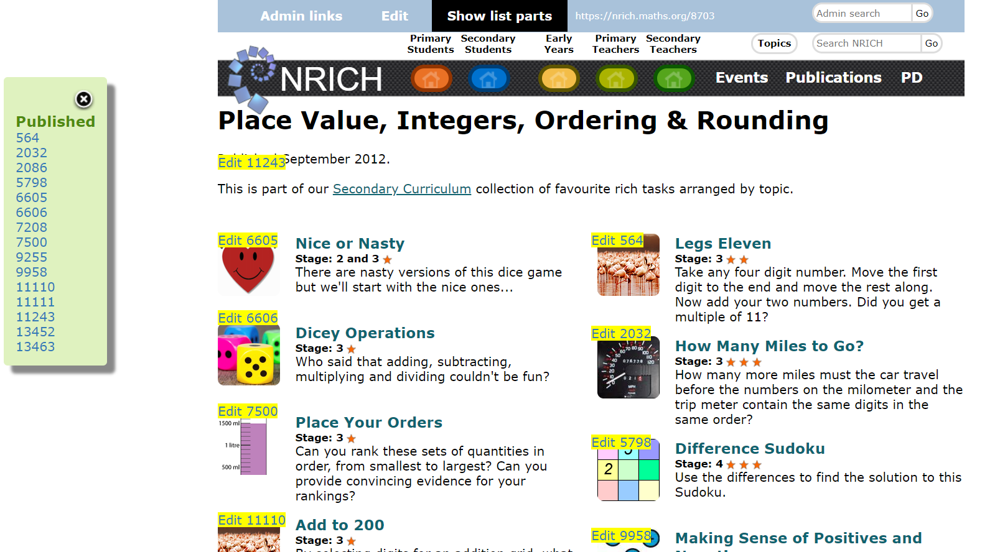 Admin links Edit Show list parts https://nrich.maths.org/8703 Admin search Go
Primary Students Secondary Students Early Years Primary Teachers Secondary Teachers Topics Search NRICH Go
NRICH Events Publications PD
Published
564
2032
2086
5798
6605
6606
7208
7500
9255
9958
11110
11111
11243
13452
13463
Place Value, Integers, Ordering & Rounding
September 2012.
Edit 11243
This is part of our Secondary Curriculum collection of favourite rich tasks arranged by topic.
Edit 6605
Nice or Nasty
Stage: 2 and 3
There are nasty versions of this dice game
but we'll start with the nice ones...
Edit 6606
Dicey Operations
Stage: 3
Who said that adding, subtracting,
multiplying and dividing couldn't be fun?
Edit 7500
1500 ml
1 litre
500 ml
Place Your Orders
Stage: 3
Can you rank these sets of quantities in
order, from smallest to largest? Can you
provide convincing evidence for your
rankings?
Edit 11110
Add to 200
Stage: 3
By selecting digits for an addition grid, what
Edit 564
Legs Eleven
Stage: 3
Take any four digit number. Move the first
digit to the end and move the rest along.
Now add your two numbers. Did you get a
multiple of 11?
Edit 2032
How Many Miles to Go?
Stage: 3
How many more miles must the car travel
before the numbers on the milometer and the
trip meter contain the same digits in the
same order?
Edit 5798
2
Difference Sudoku
Stage: 4
Use the differences to find the solution to this
Sudoku.
Edit 9958
Making Sense of Positives and